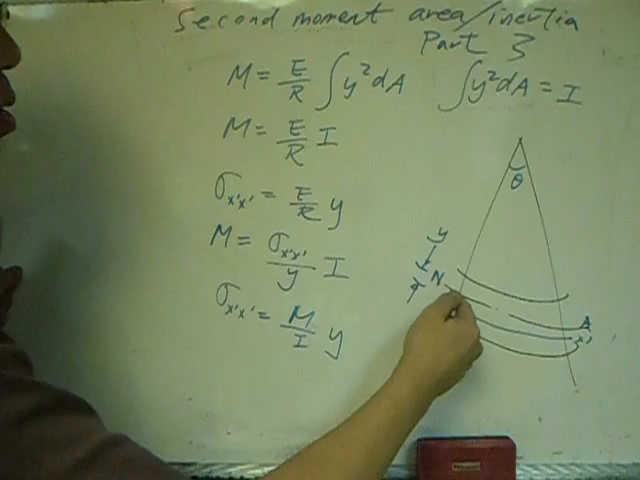 Second moment area/inertia
Part 3
M = E/R ∫y²dA ∫y²dA = I
M = E/R I
σx'x' = E/R y
M = σx'x'/y I
σx'x' = M/I y
θ
y
N
A
x'